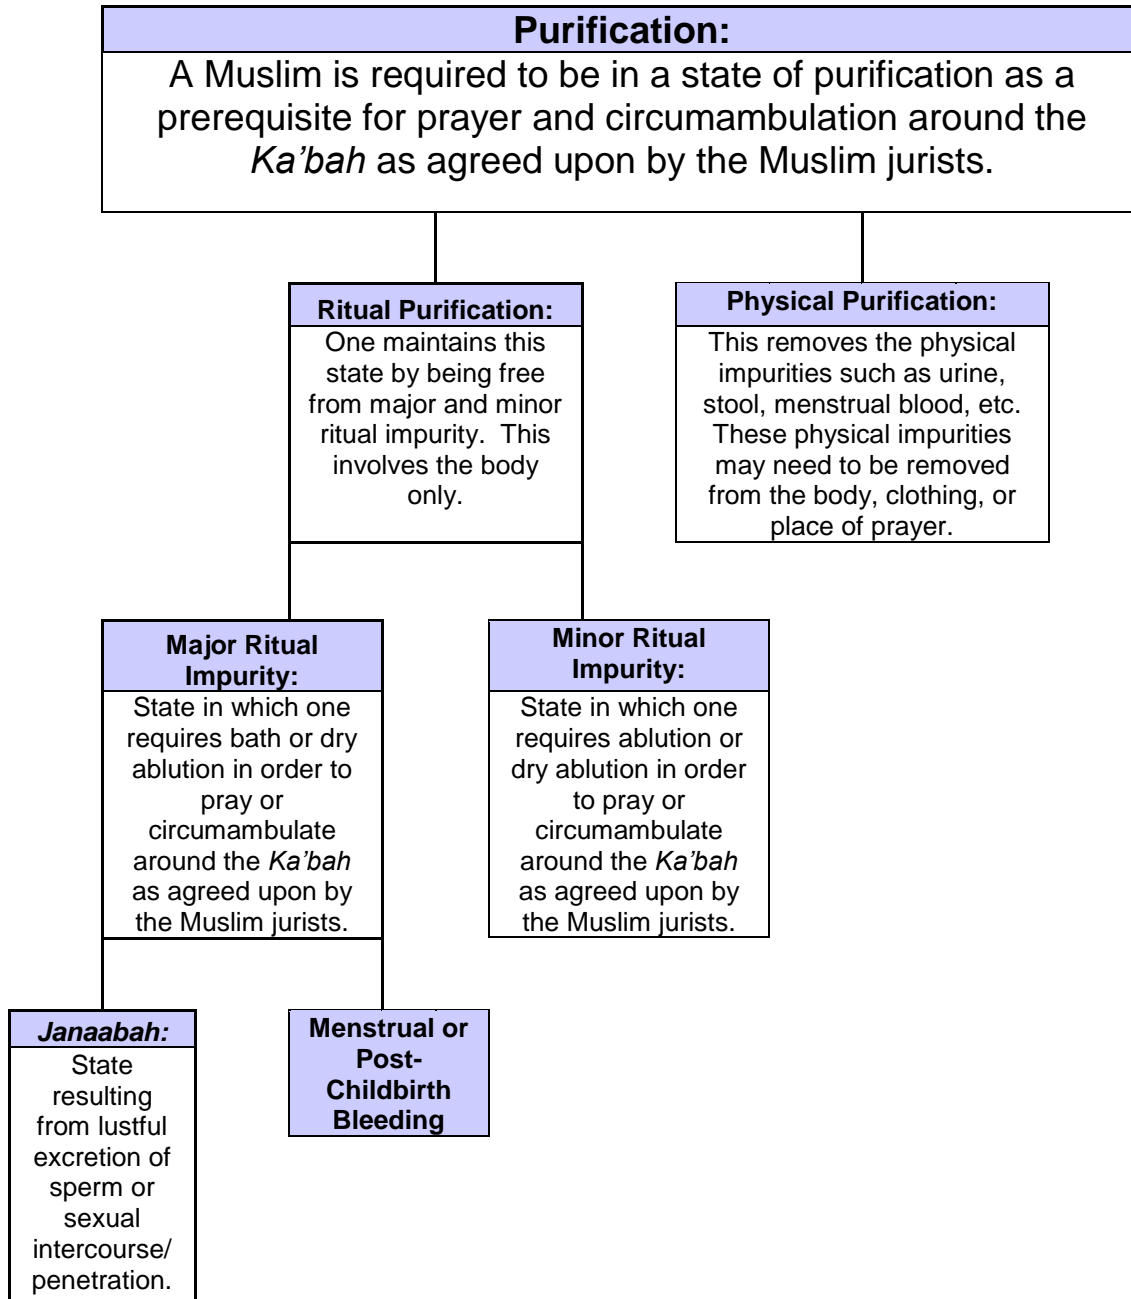 Purification:
A Muslim is required to be in a state of purification as a
prerequisite for prayer and circumambulation around the
Ka’bah as agreed upon by the Muslim jurists.
Ritual Purification:
One maintains this
state by being free
from major and minor
ritual impurity.  This
involves the body
only.
Physical Purification:
This removes the physical
impurities such as urine,
stool, menstrual blood, etc.
These physical impurities
may need to be removed
from the body, clothing, or
place of prayer.
Major Ritual
Impurity:
State in which one
requires bath or dry
ablution in order to
pray or
circumambulate
around the Ka’bah
as agreed upon by
the Muslim jurists.
Minor Ritual
Impurity:
State in which one
requires ablution or
dry ablution in order
to pray or
circumambulate
around the Ka’bah
as agreed upon by
the Muslim jurists.
Janaabah:
State
resulting
from lustful
excretion of
sperm or
sexual
intercourse/
penetration.
Menstrual or
Post-
Childbirth
Bleeding